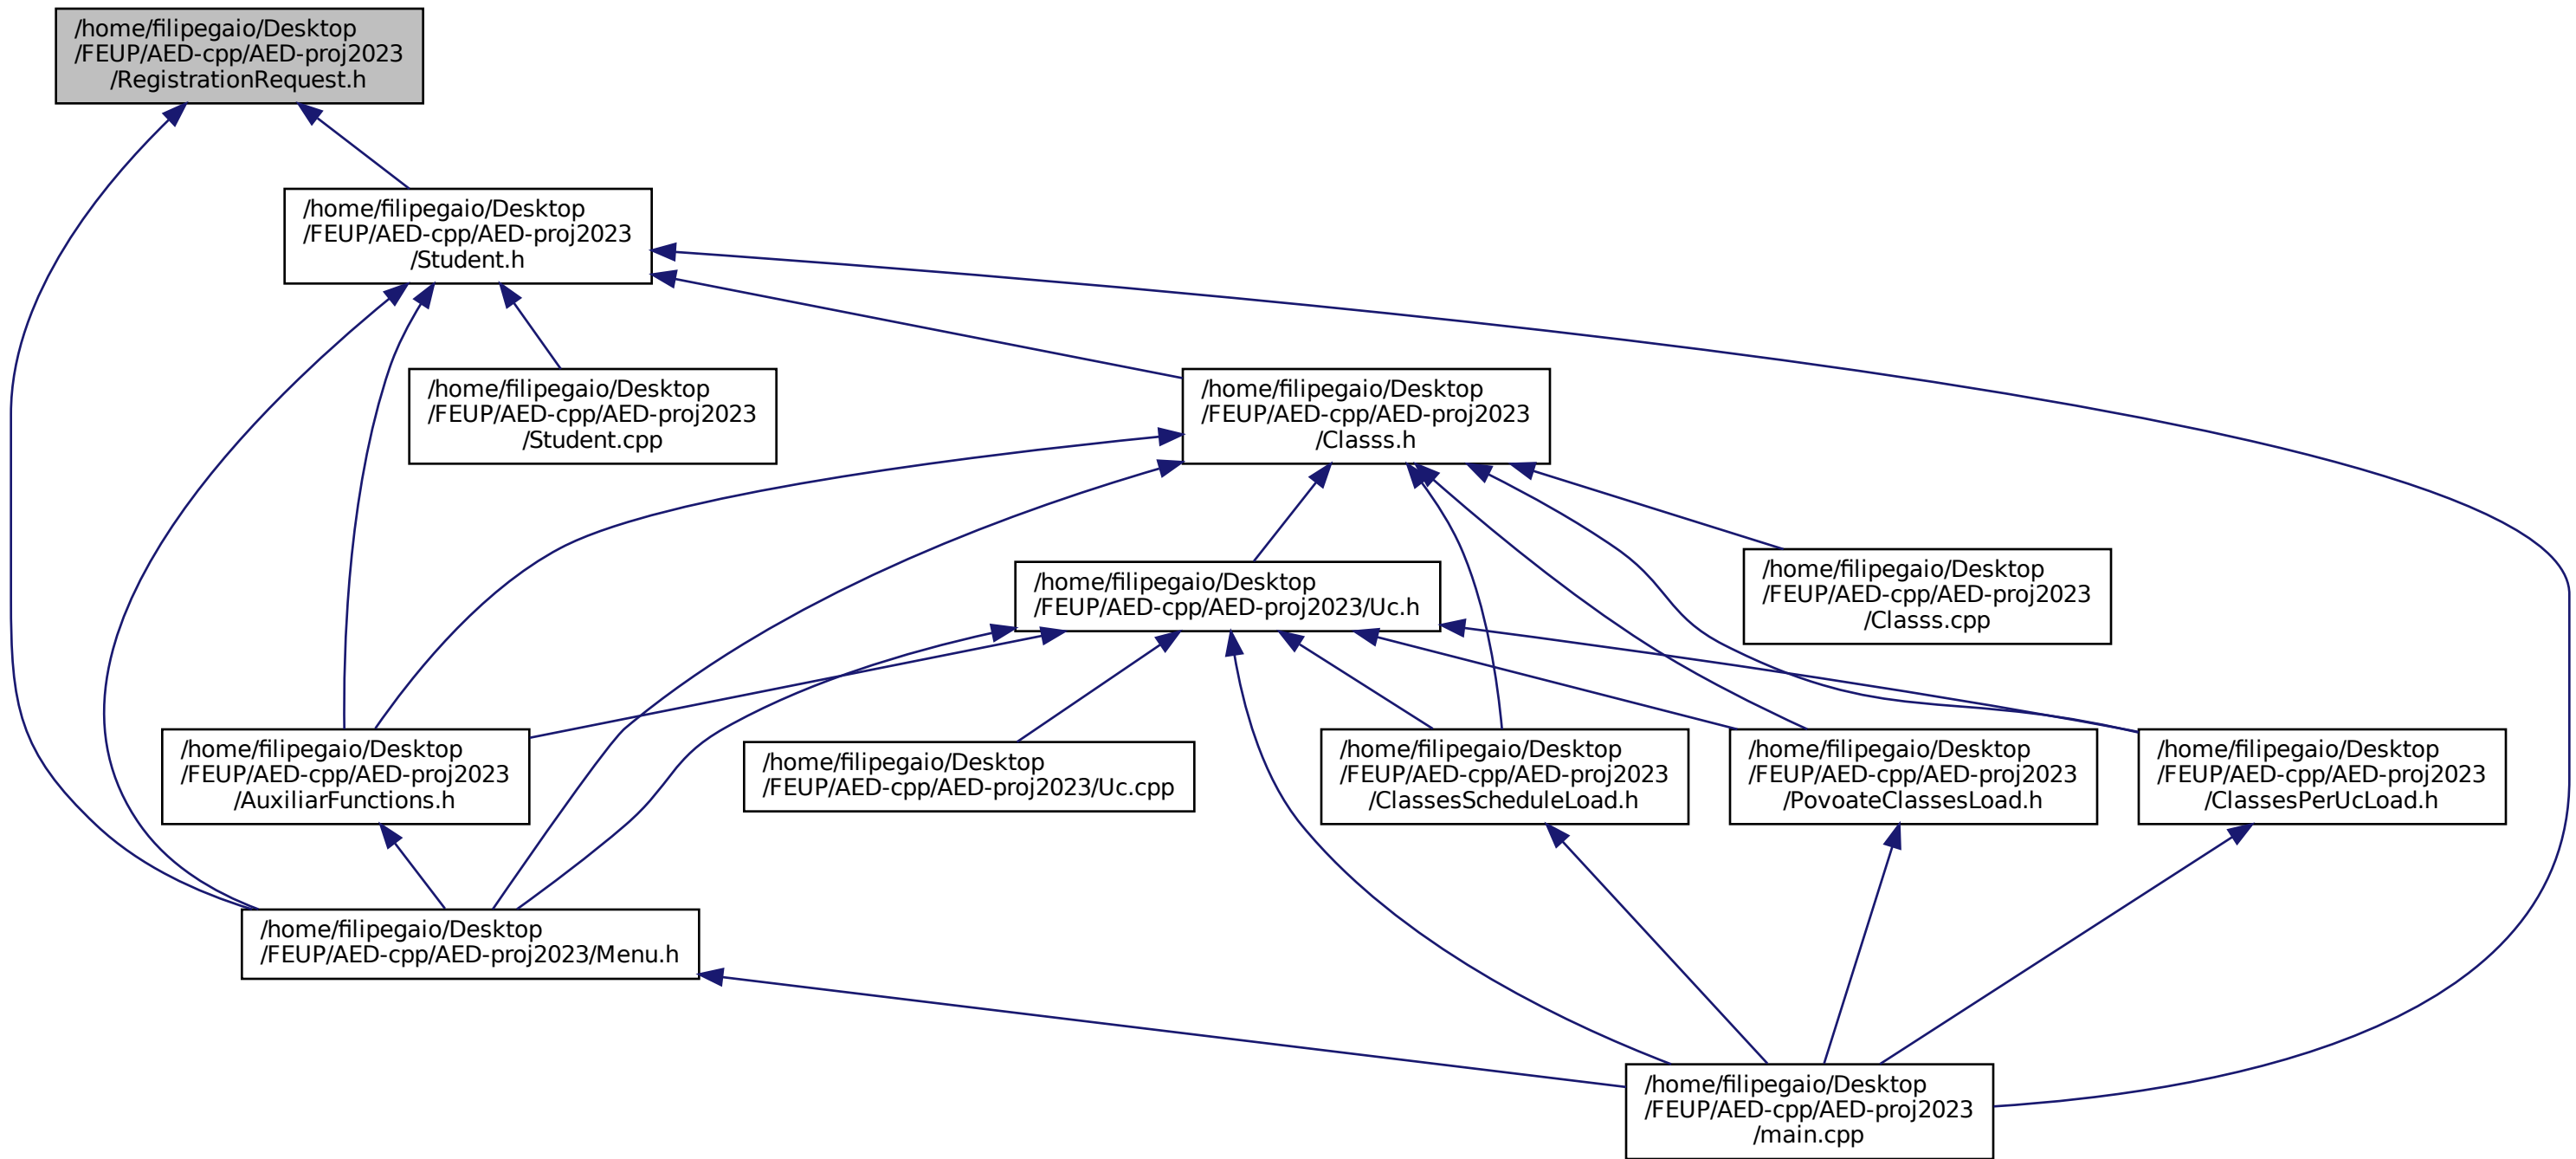 /home/filipegaio/Desktop
/FEUP/AED-cpp/AED-proj2023
/RegistrationRequest.h
/home/filipegaio/Desktop
/FEUP/AED-cpp/AED-proj2023
/Student.h
/home/filipegaio/Desktop
/FEUP/AED-cpp/AED-proj2023
/Student.cpp
/home/filipegaio/Desktop
/FEUP/AED-cpp/AED-proj2023
/Classs.h
/home/filipegaio/Desktop
/FEUP/AED-cpp/AED-proj2023/Uc.h
/home/filipegaio/Desktop
/FEUP/AED-cpp/AED-proj2023
/Classs.cpp
/home/filipegaio/Desktop
/FEUP/AED-cpp/AED-proj2023
/AuxiliarFunctions.h
/home/filipegaio/Desktop
/FEUP/AED-cpp/AED-proj2023/Uc.cpp
/home/filipegaio/Desktop
/FEUP/AED-cpp/AED-proj2023
/ClassesScheduleLoad.h
/home/filipegaio/Desktop
/FEUP/AED-cpp/AED-proj2023
/PovoateClassesLoad.h
/home/filipegaio/Desktop
/FEUP/AED-cpp/AED-proj2023
/ClassesPerUcLoad.h
/home/filipegaio/Desktop
/FEUP/AED-cpp/AED-proj2023/Menu.h
/home/filipegaio/Desktop
/FEUP/AED-cpp/AED-proj2023
/main.cpp